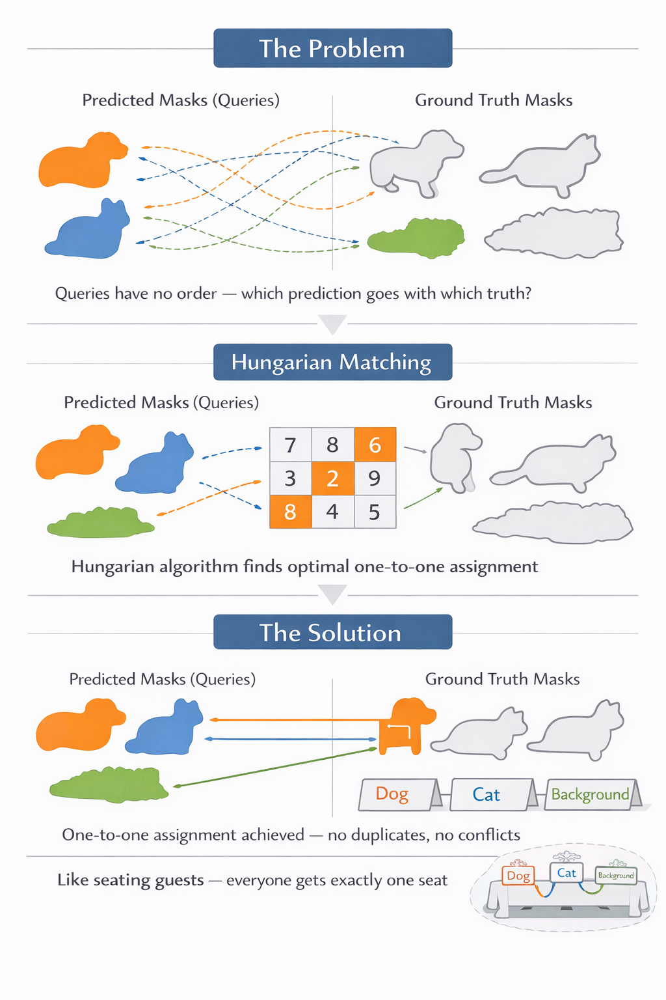 The Problem
Predicted Masks (Queries)
Ground Truth Masks
Queries have no order — which prediction goes with which truth?
Hungarian Matching
Predicted Masks (Queries)
Ground Truth Masks
7 8 6
3 2 9
8 4 5
Hungarian algorithm finds optimal one-to-one assignment
The Solution
Predicted Masks (Queries)
Ground Truth Masks
Dog
Cat
Background
One-to-one assignment achieved — no duplicates, no conflicts
Like seating guests — everyone gets exactly one seat
Dog
Cat
Background